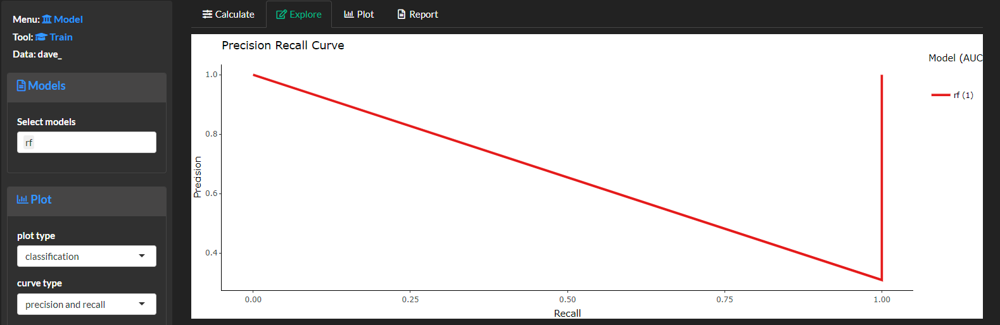 Menu: Model
Tool: Train
Data: dave_
Models
Select models
rf
Plot
plot type
classification
curve type
precision and recall
Calculate
Explore
Plot
Report
Precision Recall Curve
Model (AUC
rf (1)
1.0
0.8
0.6
0.4
Precision
0.00
0.25
0.50
0.75
1.00
Recall